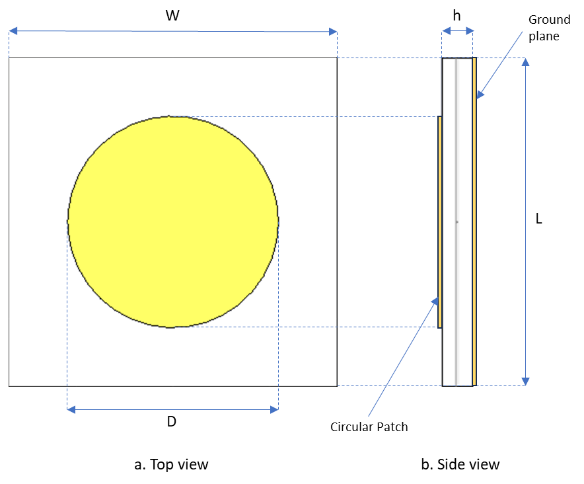 W
h
Ground
plane
L
D
Circular Patch
a. Top view
b. Side view